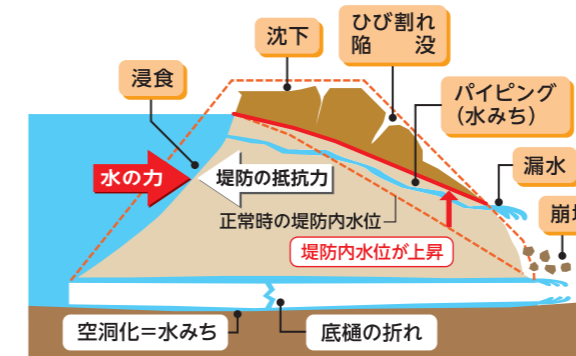 ひび割れ
陥　没
沈下
浸食
パイピング
(水みち)
漏水
水の力
堤防の抵抗力
正常時の堤防内水位
堤防内水位が上昇
空洞化＝水みち
底樋の折れ